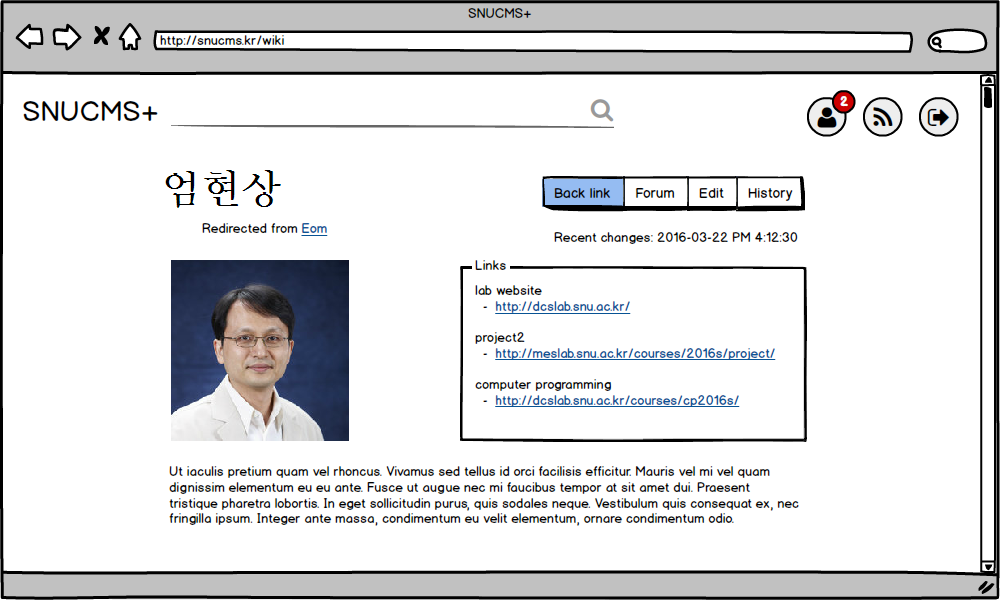 SNUCMS+
http://snucms.kr/wiki
SNUCMS+
2
엄현상
Back link Forum Edit History
Redirected from Eom
Recent changes: 2016-03-22 PM 4:12:30
Links
lab website
- http://dcslab.snu.ac.kr/
project2
- http://meslab.snu.ac.kr/courses/2016s/project/
computer programming
- http://dcslab.snu.ac.kr/courses/cp2016s/
Ut iaculis pretium quam vel rhoncus. Vivamus sed tellus id orci facilisis efficitur. Mauris vel mi vel quam
dignissim elementum eu eu ante. Fusce ut augue nec mi faucibus tempor at sit amet dui. Praesent
tristique pharetra lobortis. In eget sollicitudin purus, quis sodales neque. Vestibulum quis consequat ex, nec
fringilla ipsum. Integer ante massa, condimentum eu velit elementum, ornare condimentum odio.